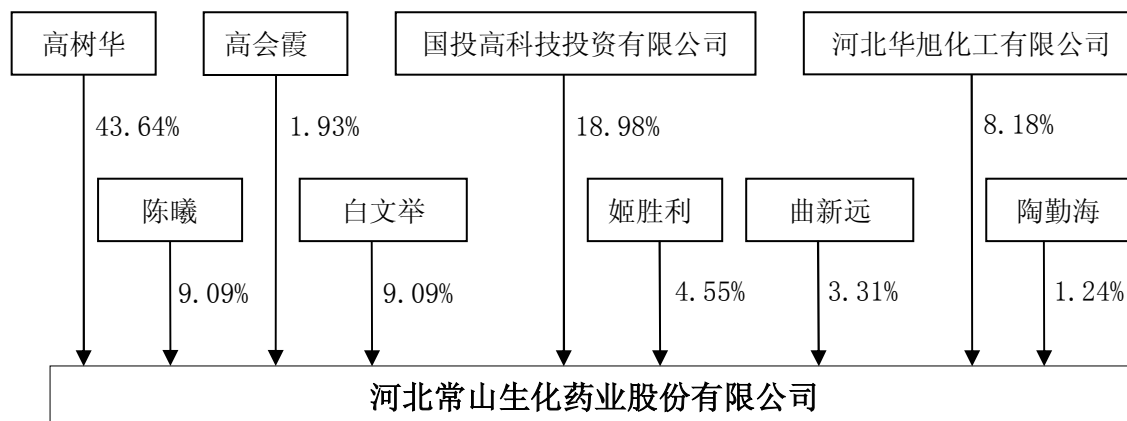 高树华
高会霞
国投高科技投资有限公司
河北华旭化工有限公司
43.64%
1.93%
18.98%
8.18%
陈曦
白文举
姬胜利
曲新远
陶勤海
9.09%
9.09%
4.55%
3.31%
1.24%
河北常山生化药业股份有限公司